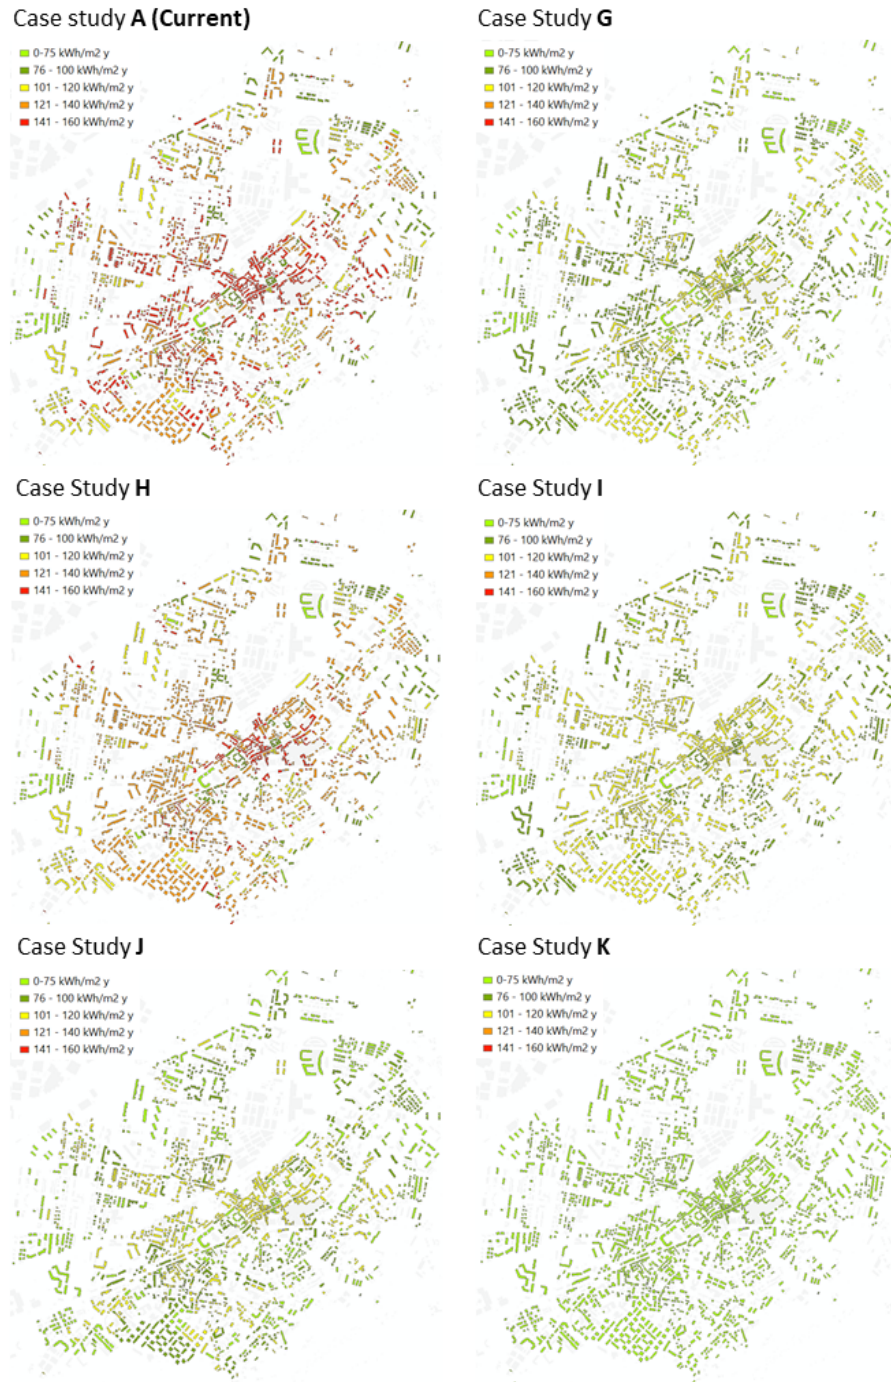 Case study A (Current)
0-75 kWh/m2 y
76 - 100 kWh/m2 y
101 - 120 kWh/m2 y
121 - 140 kWh/m2 y
141 - 160 kWh/m2 y
Case Study G
0-75 kWh/m2 y
76 - 100 kWh/m2 y
101 - 120 kWh/m2 y
121 - 140 kWh/m2 y
141 - 160 kWh/m2 y
Case Study H
0-75 kWh/m2 y
76 - 100 kWh/m2 y
101 - 120 kWh/m2 y
121 - 140 kWh/m2 y
141 - 160 kWh/m2 y
Case Study I
0-75 kWh/m2 y
76 - 100 kWh/m2 y
101 - 120 kWh/m2 y
121 - 140 kWh/m2 y
141 - 160 kWh/m2 y
Case Study J
0-75 kWh/m2 y
76 - 100 kWh/m2 y
101 - 120 kWh/m2 y
121 - 140 kWh/m2 y
141 - 160 kWh/m2 y
Case Study K
0-75 kWh/m2 y
76 - 100 kWh/m2 y
101 - 120 kWh/m2 y
121 - 140 kWh/m2 y
141 - 160 kWh/m2 y